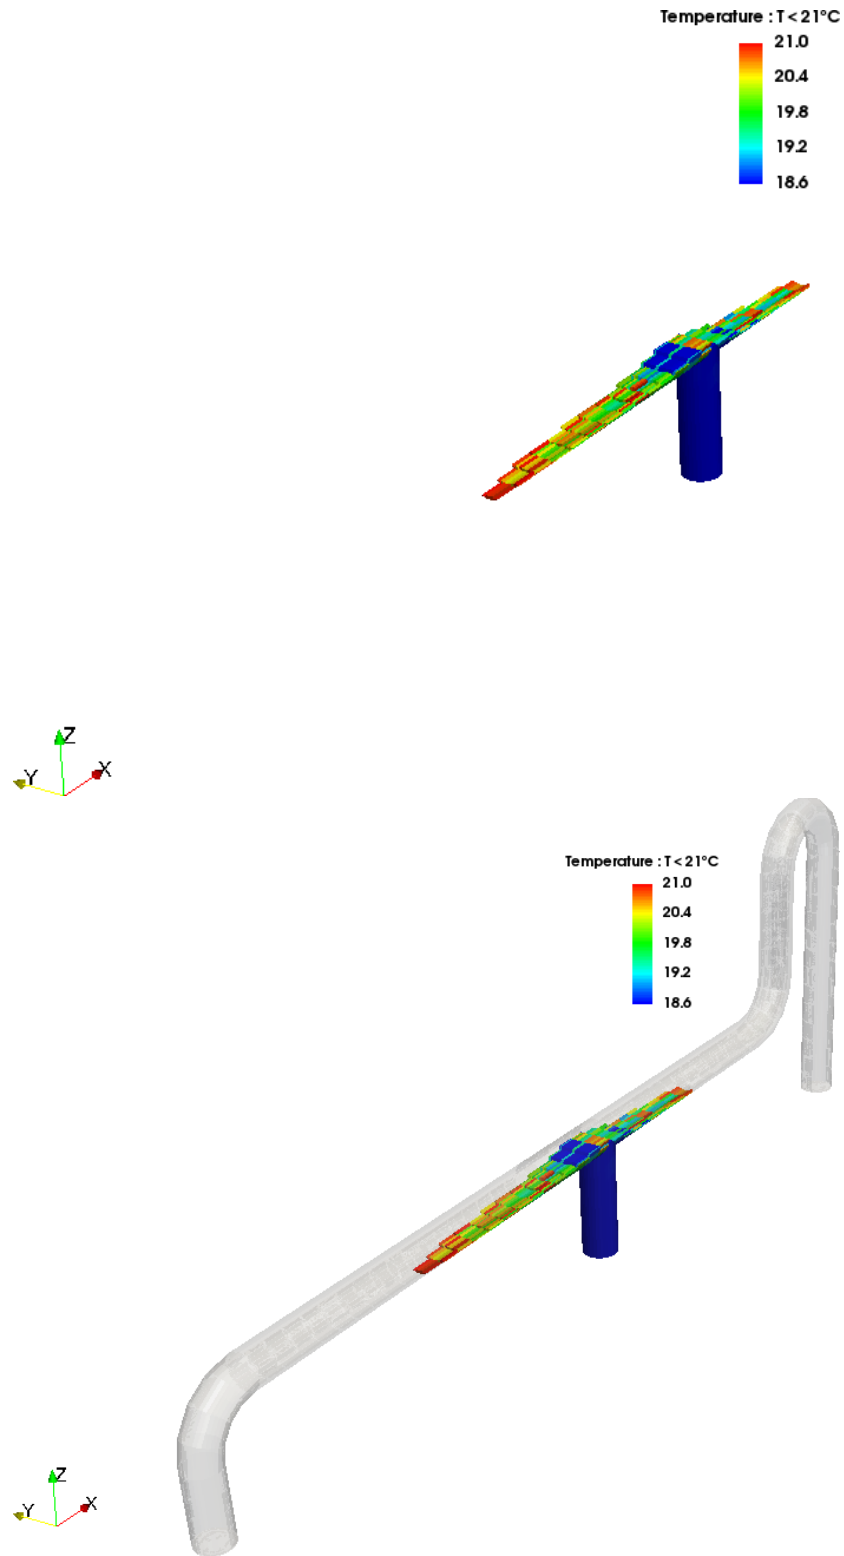 Temperature : T < 21°C
21.0
20.4
19.8
19.2
18.6
Z
Y
X
Temperature : T < 21°C
21.0
20.4
19.8
19.2
18.6
Z
Y
X